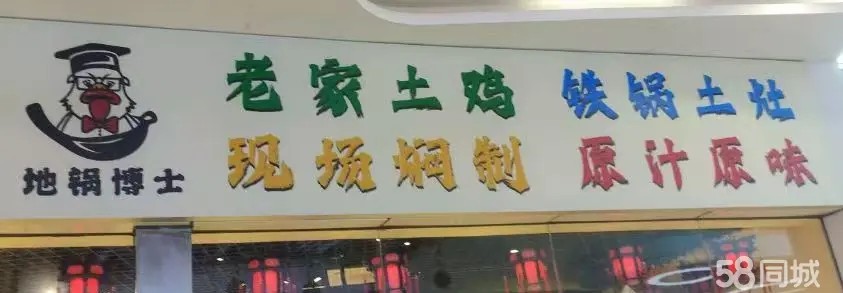 老家土鸡 铁锅土灶
现场焖制 原汁原味
地锅博士
58同城